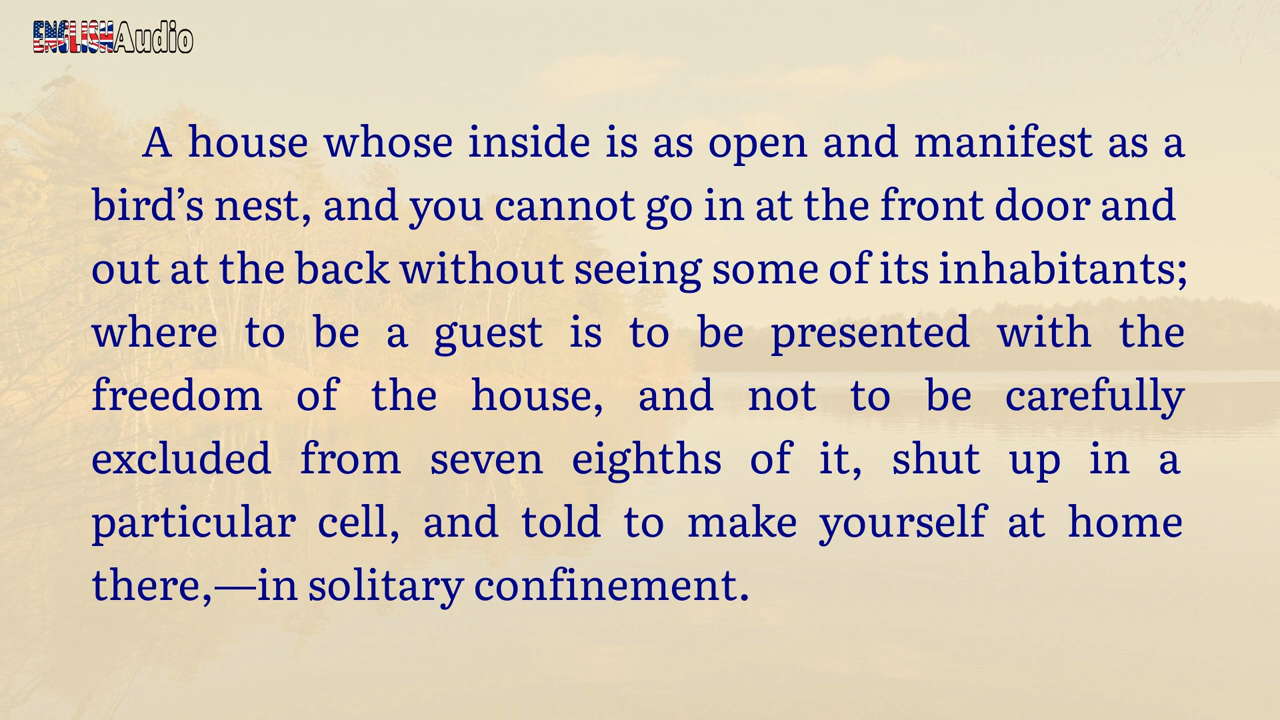 ENGLISHAudio
A house whose inside is as open and manifest as a
bird’s nest, and you cannot go in at the front door and
out at the back without seeing some of its inhabitants;
where to be a guest is to be presented with the
freedom of the house, and not to be carefully
excluded from seven eighths of it, shut up in a
particular cell, and told to make yourself at home
there,—in solitary confinement.